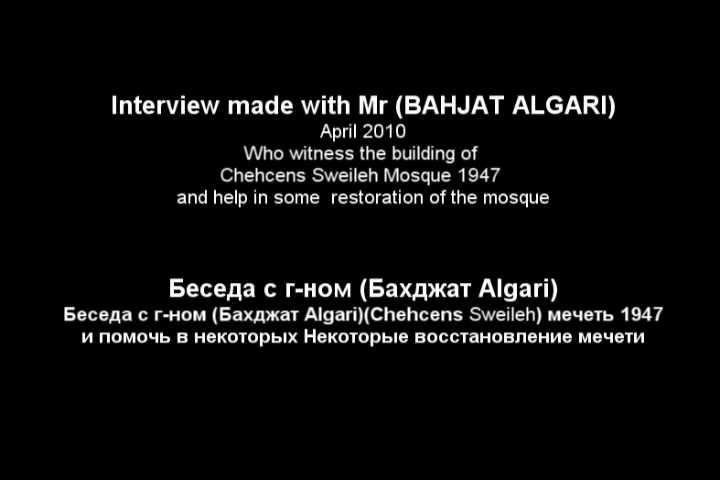 Interview made with Mr (BAHJAT ALGARI)
April 2010
Who witness the building of
Chehcens Sweileh Mosque 1947
and help in some  restoration of the mosque
Беседа с г-ном (Бахджат Algari)
Беседа с г-ном (Бахджат Algari)(Chehcens Sweileh) мечеть 1947
и помочь в некоторых Некоторые восстановление мечети